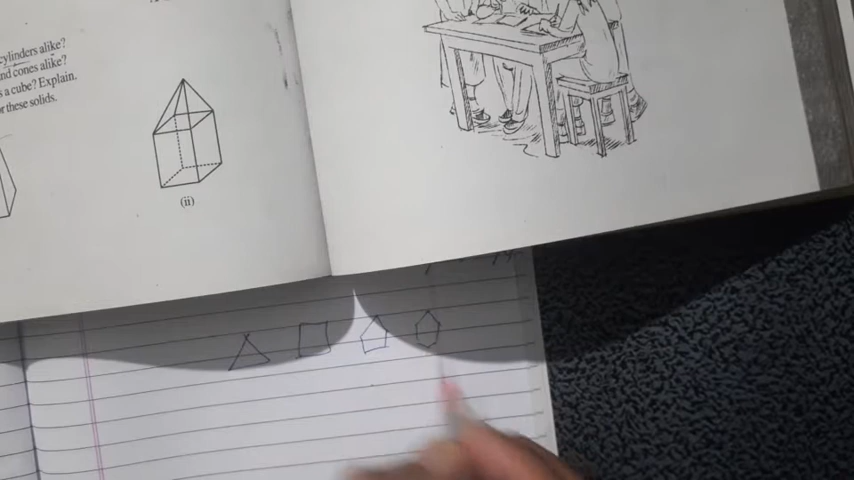 cylinders alike?
and cones alike?
s a cube? Explain.
r these solids.
(ii)